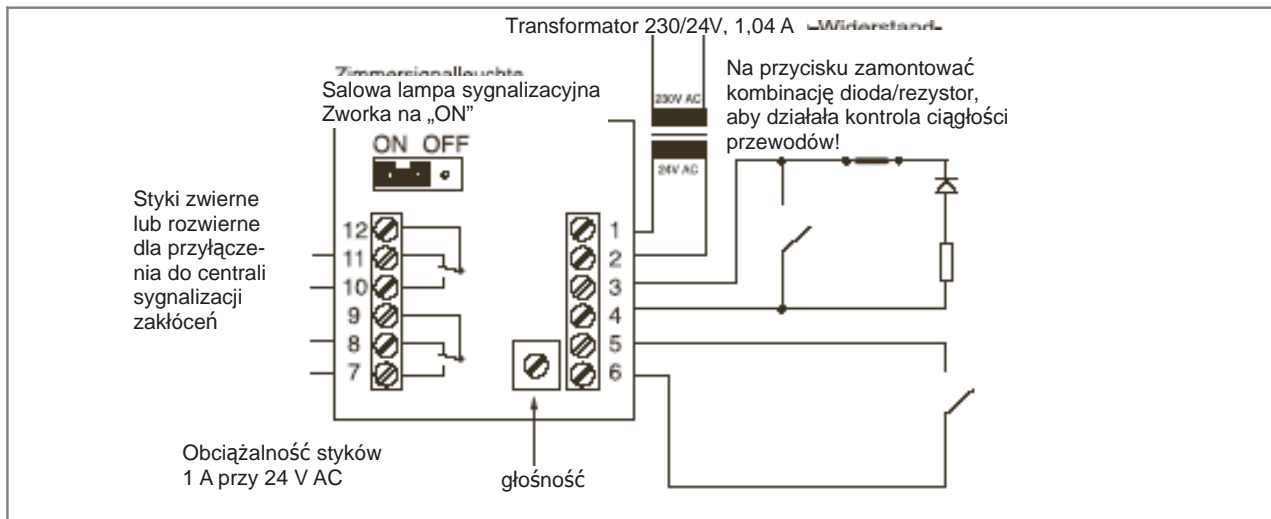 Transformator 230/24V, 1,04 A
Widerstand
Zimmersignalleuchte
Salowa lampa sygnalizacyjna
Zworka na „ON”
ON OFF
230V AC
24V AC
Na przycisku zamontować
kombinację dioda/rezystor,
aby działała kontrola ciągłości
przewodów!
Styki zwierne
lub rozwierne
dla przyłącze-
nia do centrali
sygnalizacji
zakłóceń
12
11
10
9
8
7
1
2
3
4
5
6
Obciążalność styków
1 A przy 24 V AC
głośność